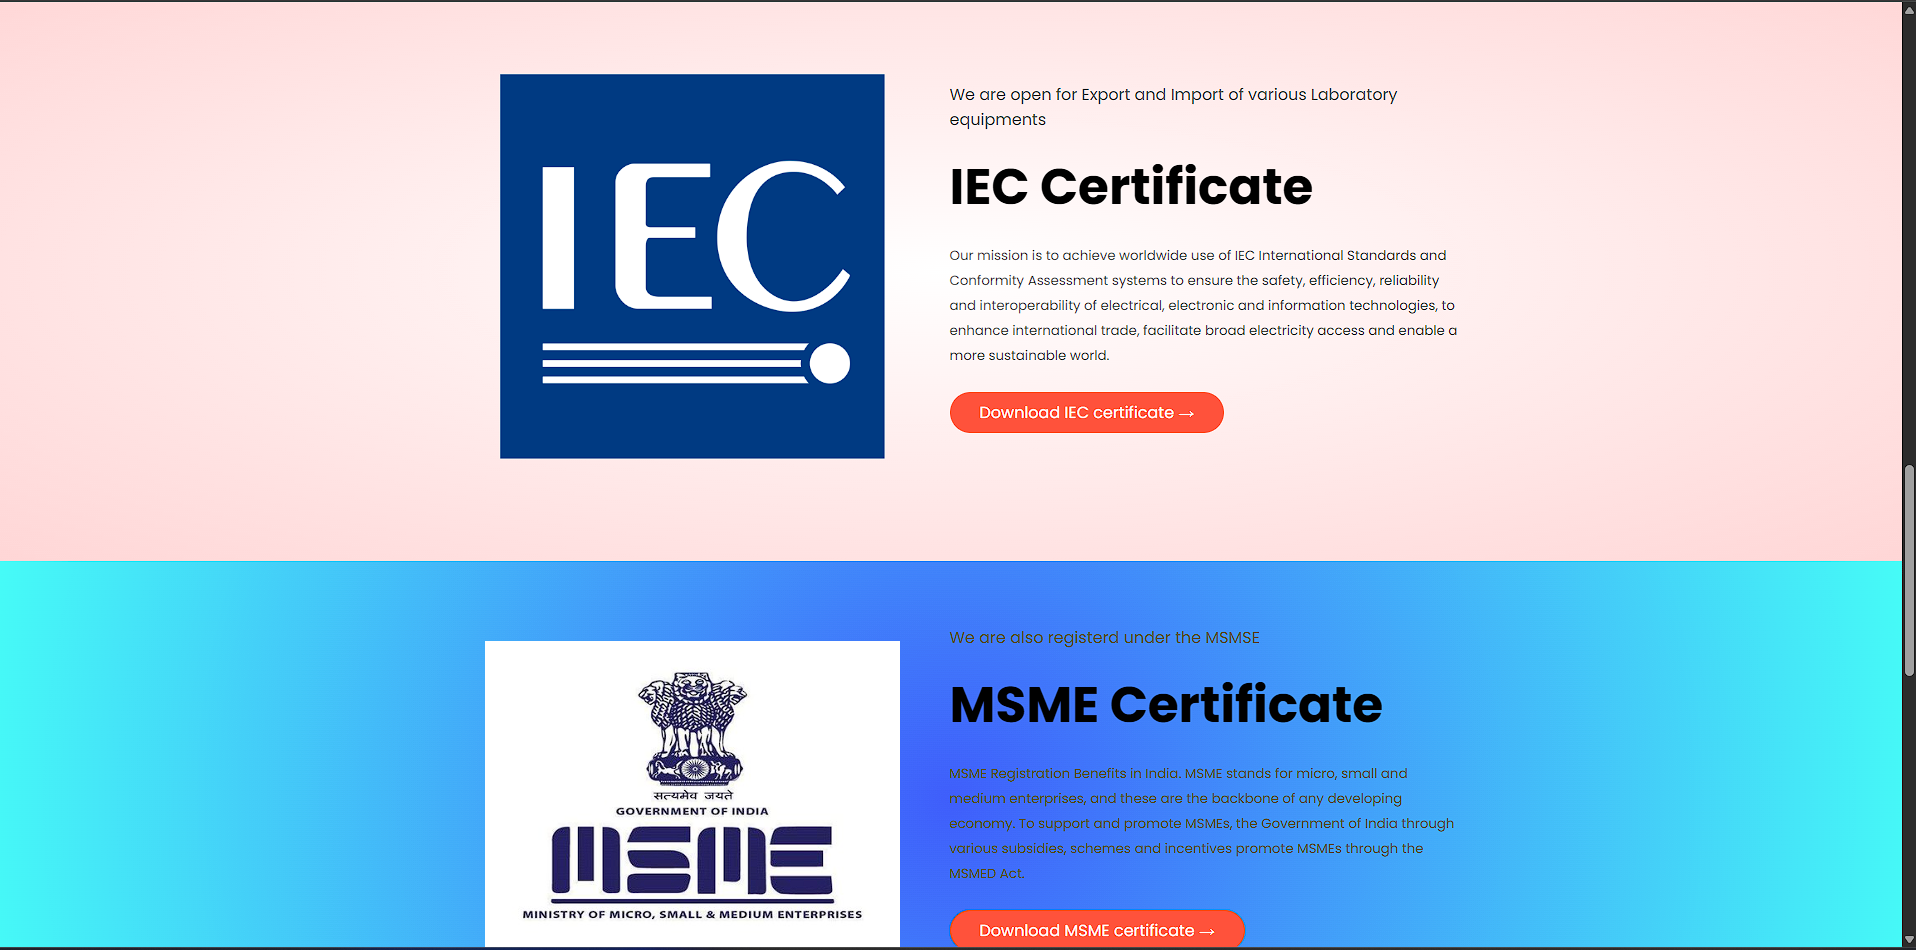 IEC
We are open for Export and Import of various Laboratory
equipments
IEC Certificate
Our mission is to achieve worldwide use of IEC International Standards and
Conformity Assessment systems to ensure the safety, efficiency, reliability
and interoperability of electrical, electronic and information technologies, to
enhance international trade, facilitate broad electricity access and enable a
more sustainable world.
Download IEC certificate →
सत्यमेव जयते
GOVERNMENT OF INDIA
MSME
MINISTRY OF MICRO, SMALL & MEDIUM ENTERPRISES
We are also registerd under the MSMSE
MSME Certificate
MSME Registration Benefits in India. MSME stands for micro, small and
medium enterprises, and these are the backbone of any developing
economy. To support and promote MSMEs, the Government of India through
various subsidies, schemes and incentives promote MSMEs through the
MSMED Act.
Download MSME certificate →